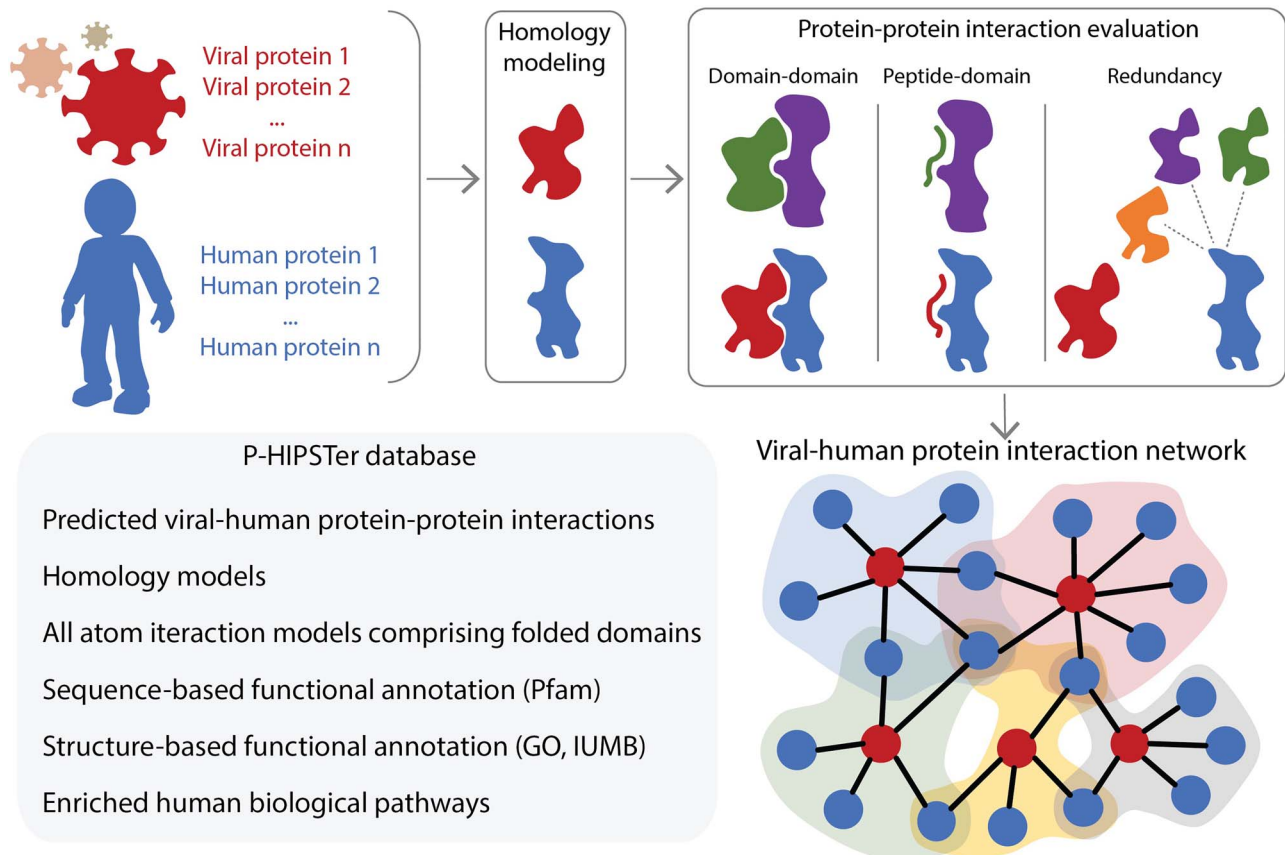 Viral protein 1
Viral protein 2
...
Viral protein n
Human protein 1
Human protein 2
...
Human protein n
Homology
modeling
Protein-protein interaction evaluation
Domain-domain
Peptide-domain
Redundancy
P-HIPSTer database
Predicted viral-human protein-protein interactions
Homology models
All atom iteraction models comprising folded domains
Sequence-based functional annotation (Pfam)
Structure-based functional annotation (GO, IUMB)
Enriched human biological pathways
Viral-human protein interaction network